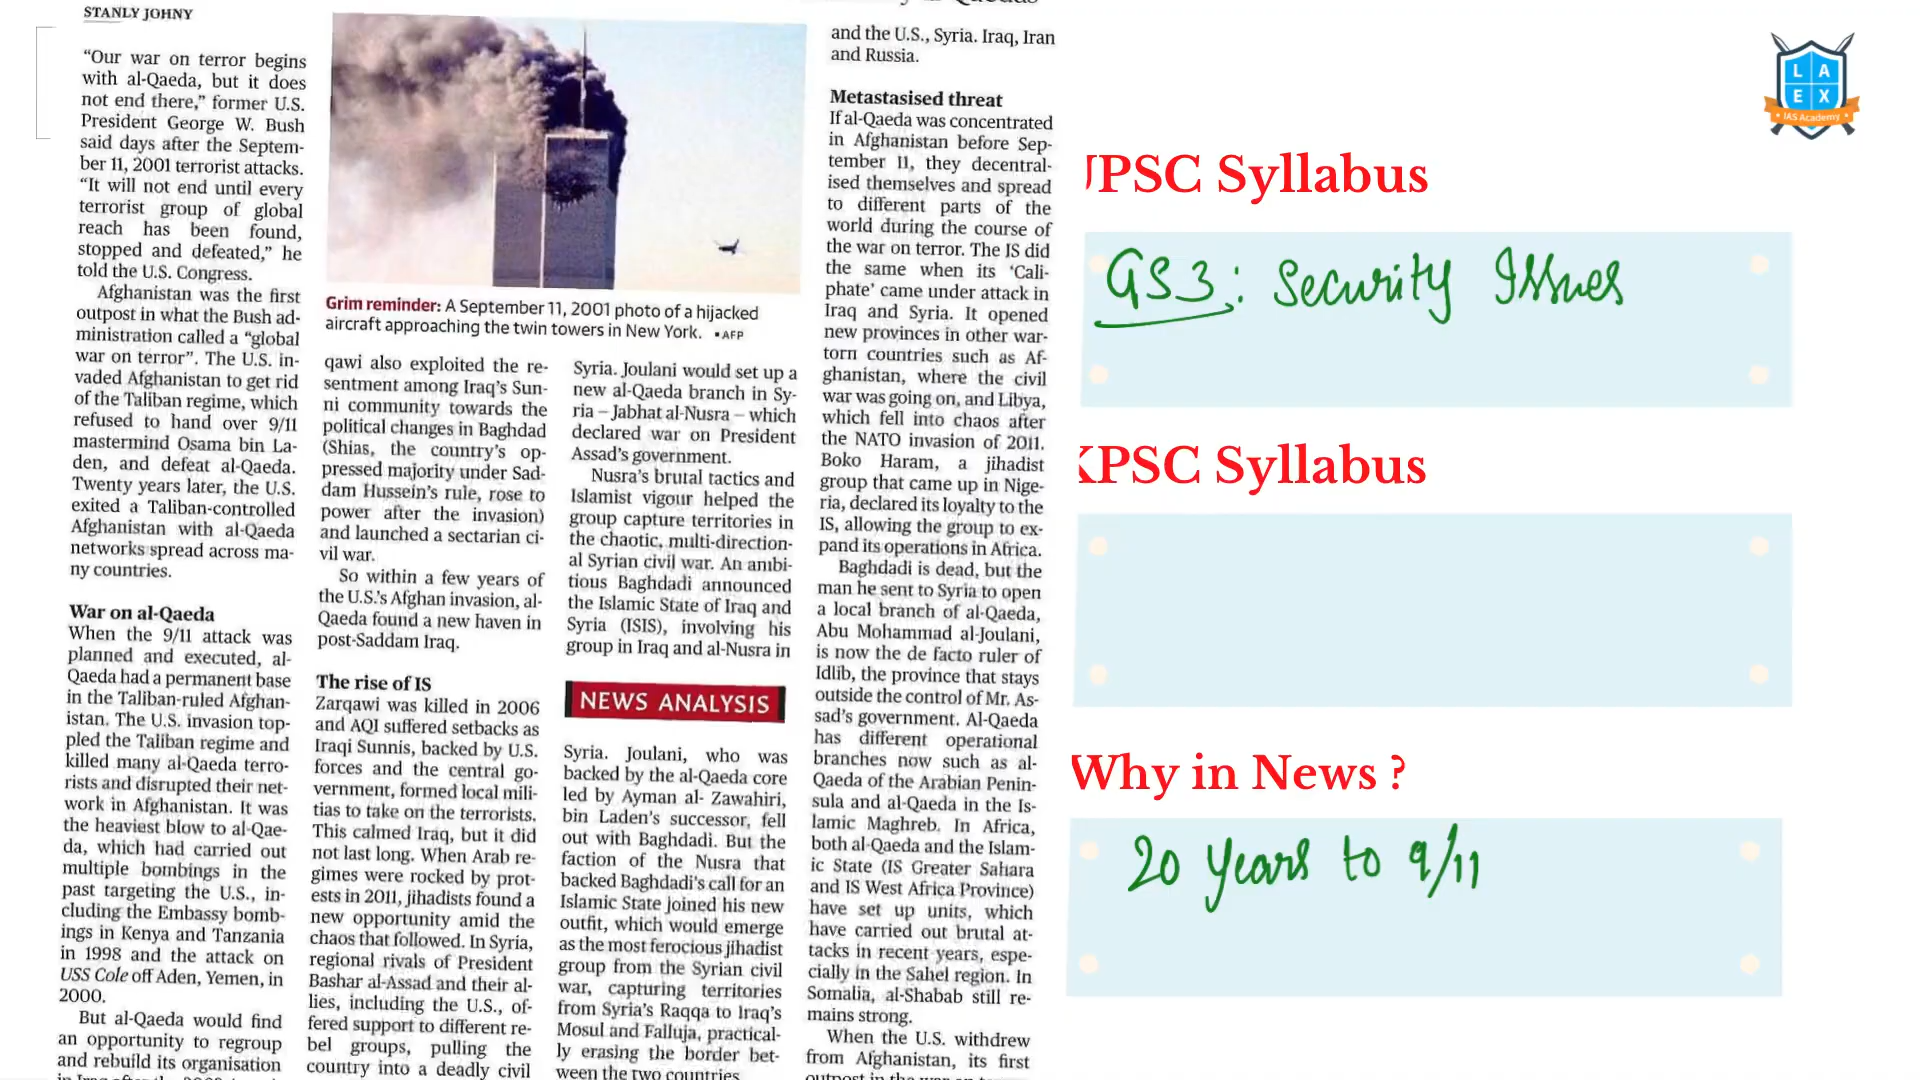 STANLY JOHNY
“Our war on terror begins
with al-Qaeda, but it does
not end there,” former U.S.
President George W. Bush
said days after the Septem-
ber 11, 2001 terrorist attacks.
“It will not end until every
terrorist group of global
reach has been found,
stopped and defeated,” he
told the U.S. Congress.
Afghanistan was the first
outpost in what the Bush ad-
ministration called a “global
war on terror”. The U.S. in-
vaded Afghanistan to get rid
of the Taliban regime, which
refused to hand over 9/11
mastermind Osama bin La-
den, and defeat al-Qaeda.
Twenty years later, the U.S.
exited a Taliban-controlled
Afghanistan with al-Qaeda
networks spread across ma-
ny countries.
War on al-Qaeda
When the 9/11 attack was
planned and executed, al-
Qaeda had a permanent base
in the Taliban-ruled Afghan-
istan. The U.S. invasion top-
pled the Taliban regime and
killed many al-Qaeda terro-
rists and disrupted their net-
work in Afghanistan. It was
the heaviest blow to al-Qae-
da, which had carried out
multiple bombings in the
past targeting the U.S., in-
cluding the Embassy bomb-
ings in Kenya and Tanzania
in 1998 and the attack on
USS Cole off Aden, Yemen, in
2000.
But al-Qaeda would find
an opportunity to regroup
and rebuild its organisation
Grim reminder: A September 11, 2001 photo of a hijacked
aircraft approaching the twin towers in New York. ▪ AFP
qawi also exploited the re-
sentment among Iraq’s Sun-
ni community towards the
political changes in Baghdad
(Shias, the country’s op-
pressed majority under Sad-
dam Hussein’s rule, rose to
power after the invasion)
and launched a sectarian ci-
vil war.
So within a few years of
the U.S.’s Afghan invasion, al-
Qaeda found a new haven in
post-Saddam Iraq.
The rise of IS
Zarqawi was killed in 2006
and AQI suffered setbacks as
Iraqi Sunnis, backed by U.S.
forces and the central go-
vernment, formed local mili-
tias to take on the terrorists.
This calmed Iraq, but it did
not last long. When Arab re-
gimes were rocked by prot-
ests in 2011, jihadists found a
new opportunity amid the
chaos that followed. In Syria,
regional rivals of President
Bashar al-Assad and their al-
lies, including the U.S., of-
fered support to different re-
bel groups, pulling the
country into a deadly civil
Syria. Joulani would set up a
new al-Qaeda branch in Sy-
ria – Jabhat al-Nusra – which
declared war on President
Assad’s government.
Nusra’s brutal tactics and
Islamist vigour helped the
group capture territories in
the chaotic, multi-direction-
al Syrian civil war. An ambi-
tious Baghdadi announced
the Islamic State of Iraq and
Syria (ISIS), involving his
group in Iraq and al-Nusra in
NEWS ANALYSIS
Syria. Joulani, who was
backed by the al-Qaeda core
led by Ayman al- Zawahiri,
bin Laden’s successor, fell
out with Baghdadi. But the
faction of the Nusra that
backed Baghdadi’s call for an
Islamic State joined his new
outfit, which would emerge
as the most ferocious jihadist
group from the Syrian civil
war, capturing territories
from Syria’s Raqqa to Iraq’s
Mosul and Falluja, practical-
ly erasing the border bet-
ween the two countries.
and the U.S., Syria. Iraq, Iran
and Russia.
Metastasised threat
If al-Qaeda was concentrated
in Afghanistan before Sep-
tember 11, they decentral-
ised themselves and spread
to different parts of the
world during the course of
the war on terror. The IS did
the same when its ‘Cali-
phate’ came under attack in
Iraq and Syria. It opened
new provinces in other war-
torn countries such as Af-
ghanistan, where the civil
war was going on, and Libya,
which fell into chaos after
the NATO invasion of 2011.
Boko Haram, a jihadist
group that came up in Nige-
ria, declared its loyalty to the
IS, allowing the group to ex-
pand its operations in Africa.
Baghdadi is dead, but the
man he sent to Syria to open
a local branch of al-Qaeda,
Abu Mohammad al-Joulani,
is now the de facto ruler of
Idlib, the province that stays
outside the control of Mr. As-
sad’s government. Al-Qaeda
has different operational
branches now such as al-
Qaeda of the Arabian Penin-
sula and al-Qaeda in the Is-
lamic Maghreb. In Africa,
both al-Qaeda and the Islam-
ic State (IS Greater Sahara
and IS West Africa Province)
have set up units, which
have carried out brutal at-
tacks in recent years, espe-
cially in the Sahel region. In
Somalia, al-Shabab still re-
mains strong.
When the U.S. withdrew
from Afghanistan, its first
LA
EX
IAS Academy
UPSC Syllabus
GS3: Security Issues
KPSC Syllabus
Why in News ?
20 years to 9/11